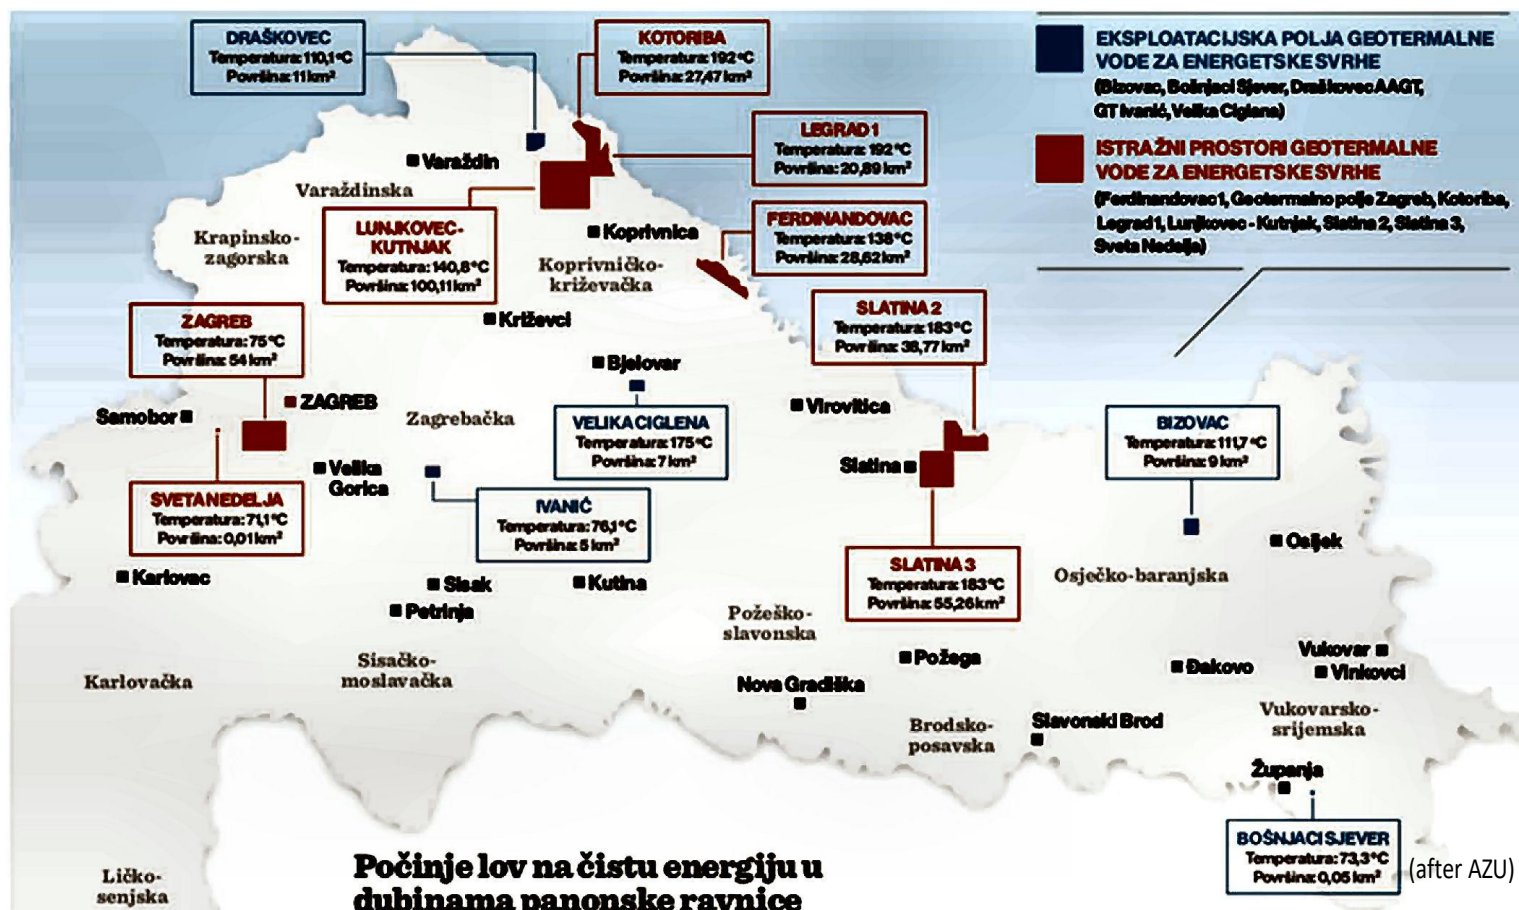 DRAŠKOVEC
Temperatura: 110,1°C
Površina: 11 km²
KOTORIBA
Temperatura: 192°C
Površina: 27,47 km²
EKSPLOATACIJSKA POLJA GEOTERMALNE
VODE ZA ENERGETSKE SVRHE
(Bizovac, Bošnjaci Sjever, Draškovec AAGT,
GT Ivanić, Velika Ciglena)
LEGRAD 1
Temperatura: 192°C
Površina: 20,89 km²
ISTRAŽNI PROSTORI GEOTERMALNE
VODE ZA ENERGETSKE SVRHE
(Ferdinandovac 1, Geotermalno polje Zagreb, Kotoriba,
Legrad 1, Lunjkovec - Kutnjak, Slatina 2, Slatina 3,
Sveta Nedelja)
Varaždin
Varaždinska
LUNJKOVEC-
KUTNJAK
Temperatura: 140,8°C
Površina: 100,11 km²
FERDINANDOVAC
Temperatura: 138°C
Površina: 28,62 km²
Koprivnica
Krapinsko-
zagorska
Koprivničko-
križevačka
ZAGREB
Temperatura: 75°C
Površina: 54 km²
Križevci
SLATINA 2
Temperatura: 183°C
Površina: 38,77 km²
Bjelovar
Samobor
ZAGREB
Zagrebačka
Virovitica
VELIKA CIGLENA
Temperatura: 175°C
Površina: 7 km²
BIZOVAC
Temperatura: 111,7°C
Površina: 9 km²
Velika
Gorica
Slatina
SVETA NEDELJA
Temperatura: 71,1°C
Površina: 0,01 km²
IVANIĆ
Temperatura: 76,1°C
Površina: 5 km²
Osijek
SLATINA 3
Temperatura: 183°C
Površina: 55,26 km²
Osječko-baranjska
Karlovac
Sisak
Kutina
Petrinja
Požeško-
slavonska
Požega
Vukovar
Vinkovci
Đakovo
Karlovačka
Sisačko-
moslavačka
Nova Gradiška
Brodsko-
posavska
Slavonski Brod
Vukovarsko-
srijemska
Županja
BOŠNJACI SJEVER
Temperatura: 73,3°C
Površina: 0,05 km²
(after AZU)
Ličko-
senjska
Počinje lov na čistu energiju u
dubinama panonske ravnice